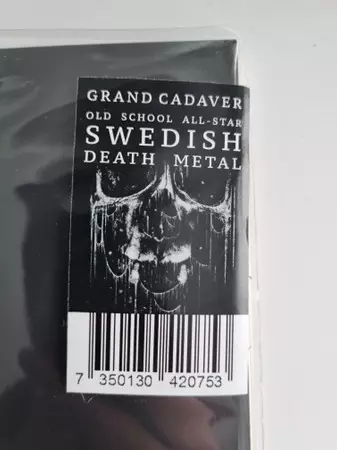 GRAND CADAVER
OLD SCHOOL ALL-STAR
SWEDISH
DEATH METAL
7 350130 420753